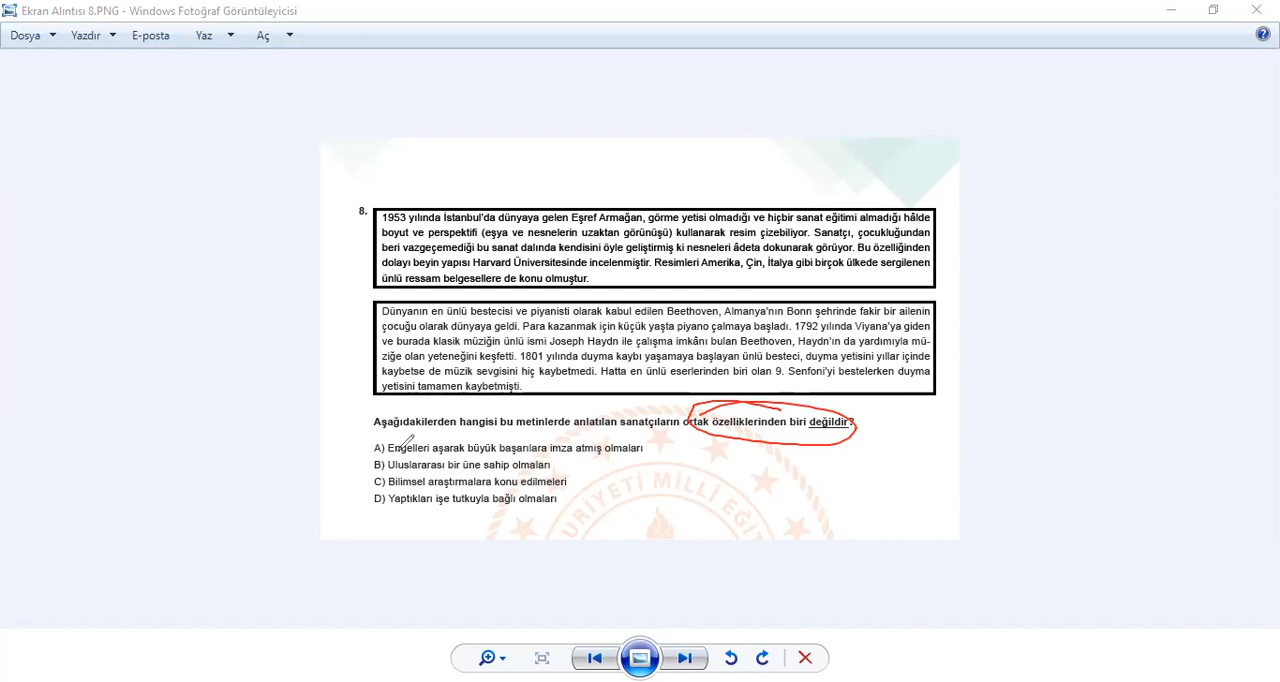 Ekran Alıntısı 8.PNG - Windows Fotoğraf Görüntüleyicisi
Dosya Yazdır E-posta Yaz Aç
8.
1953 yılında İstanbul'da dünyaya gelen Eşref Armağan, görme yetisi olmadığı ve hiçbir sanat eğitimi almadığı hâlde
boyut ve perspektifi (eşya ve nesnelerin uzaktan görünüşü) kullanarak resim çizebiliyor. Sanatçı, çocukluğundan
beri vazgeçemediği bu sanat dalında kendisini öyle geliştirmiş ki nesneleri âdeta dokunarak görüyor. Bu özelliğinden
dolayı beyin yapısı Harvard Üniversitesinde incelenmiştir. Resimleri Amerika, Çin, İtalya gibi birçok ülkede sergilenen
ünlü ressam belgesellere de konu olmuştur.
Dünyanın en ünlü bestecisi ve piyanisti olarak kabul edilen Beethoven, Almanya'nın Bonn şehrinde fakir bir ailenin
çocuğu olarak dünyaya geldi. Para kazanmak için küçük yaşta piyano çalmaya başladı. 1792 yılında Viyana'ya giden
ve burada klasik müziğin ünlü ismi Joseph Haydn ile çalışma imkânı bulan Beethoven, Haydn'ın da yardımıyla mü-
ziğe olan yeteneğini keşfetti. 1801 yılında duyma kaybı yaşamaya başlayan ünlü besteci, duyma yetisini yıllar içinde
kaybetse de müzik sevgisini hiç kaybetmedi. Hatta en ünlü eserlerinden biri olan 9. Senfoni'yi bestelerken duyma
yetisini tamamen kaybetmişti.
Aşağıdakilerden hangisi bu metinlerde anlatılan sanatçıların ortak özelliklerinden biri değildir?
A) Engelleri aşarak büyük başarılara imza atmış olmaları
B) Uluslararası bir üne sahip olmaları
C) Bilimsel araştırmalara konu edilmeleri
D) Yaptıkları işe tutkuyla bağlı olmaları
URİYETİ MİLLÎ EĞİT